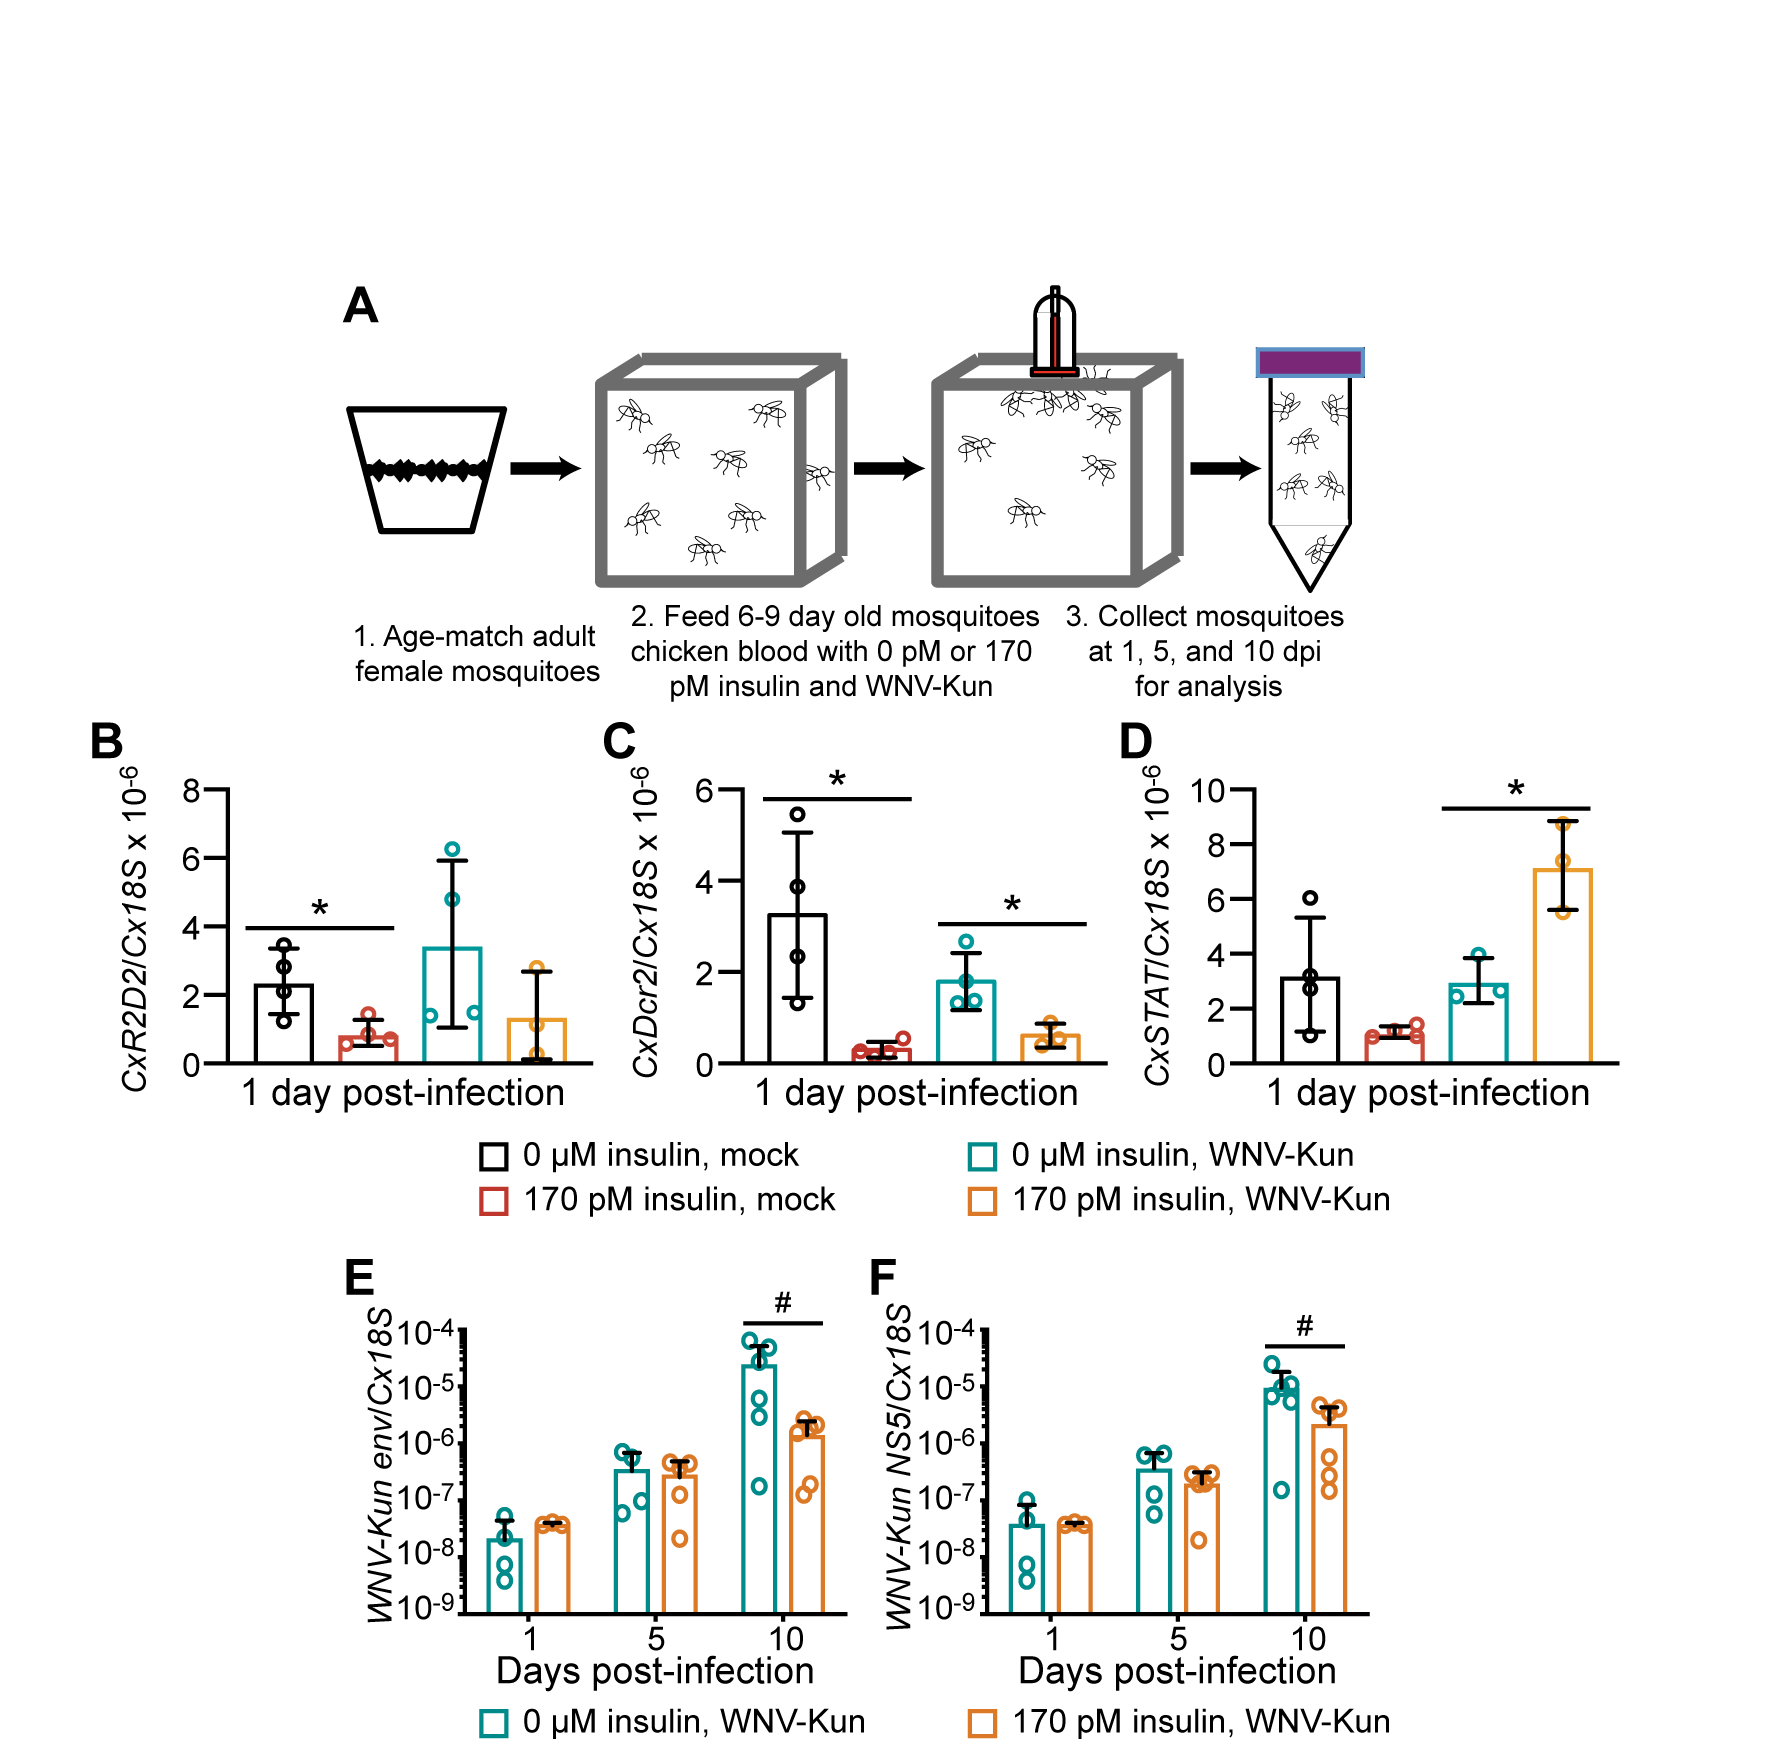 A
1. Age-match adult
female mosquitoes
2. Feed 6-9 day old mosquitoes
chicken blood with 0 pM or 170
pM insulin and WNV-Kun
3. Collect mosquitoes
at 1, 5, and 10 dpi
for analysis
B
CxR2D2/Cx18S x 10-6
8
6
4
2
0
*
1 day post-infection
C
CxDcr2/Cx18S x 10-6
6
4
2
0
*
*
1 day post-infection
D
CxSTAT/Cx18S x 10-6
10
8
6
4
2
0
*
1 day post-infection
0 µM insulin, mock
170 pM insulin, mock
0 µM insulin, WNV-Kun
170 pM insulin, WNV-Kun
E
WNV-Kun env/Cx18S
10-4
10-5
10-6
10-7
10-8
10-9
#
1 5 10
Days post-infection
F
WNV-Kun NS5/Cx18S
10-4
10-5
10-6
10-7
10-8
10-9
#
1 5 10
Days post-infection
0 µM insulin, WNV-Kun
170 pM insulin, WNV-Kun